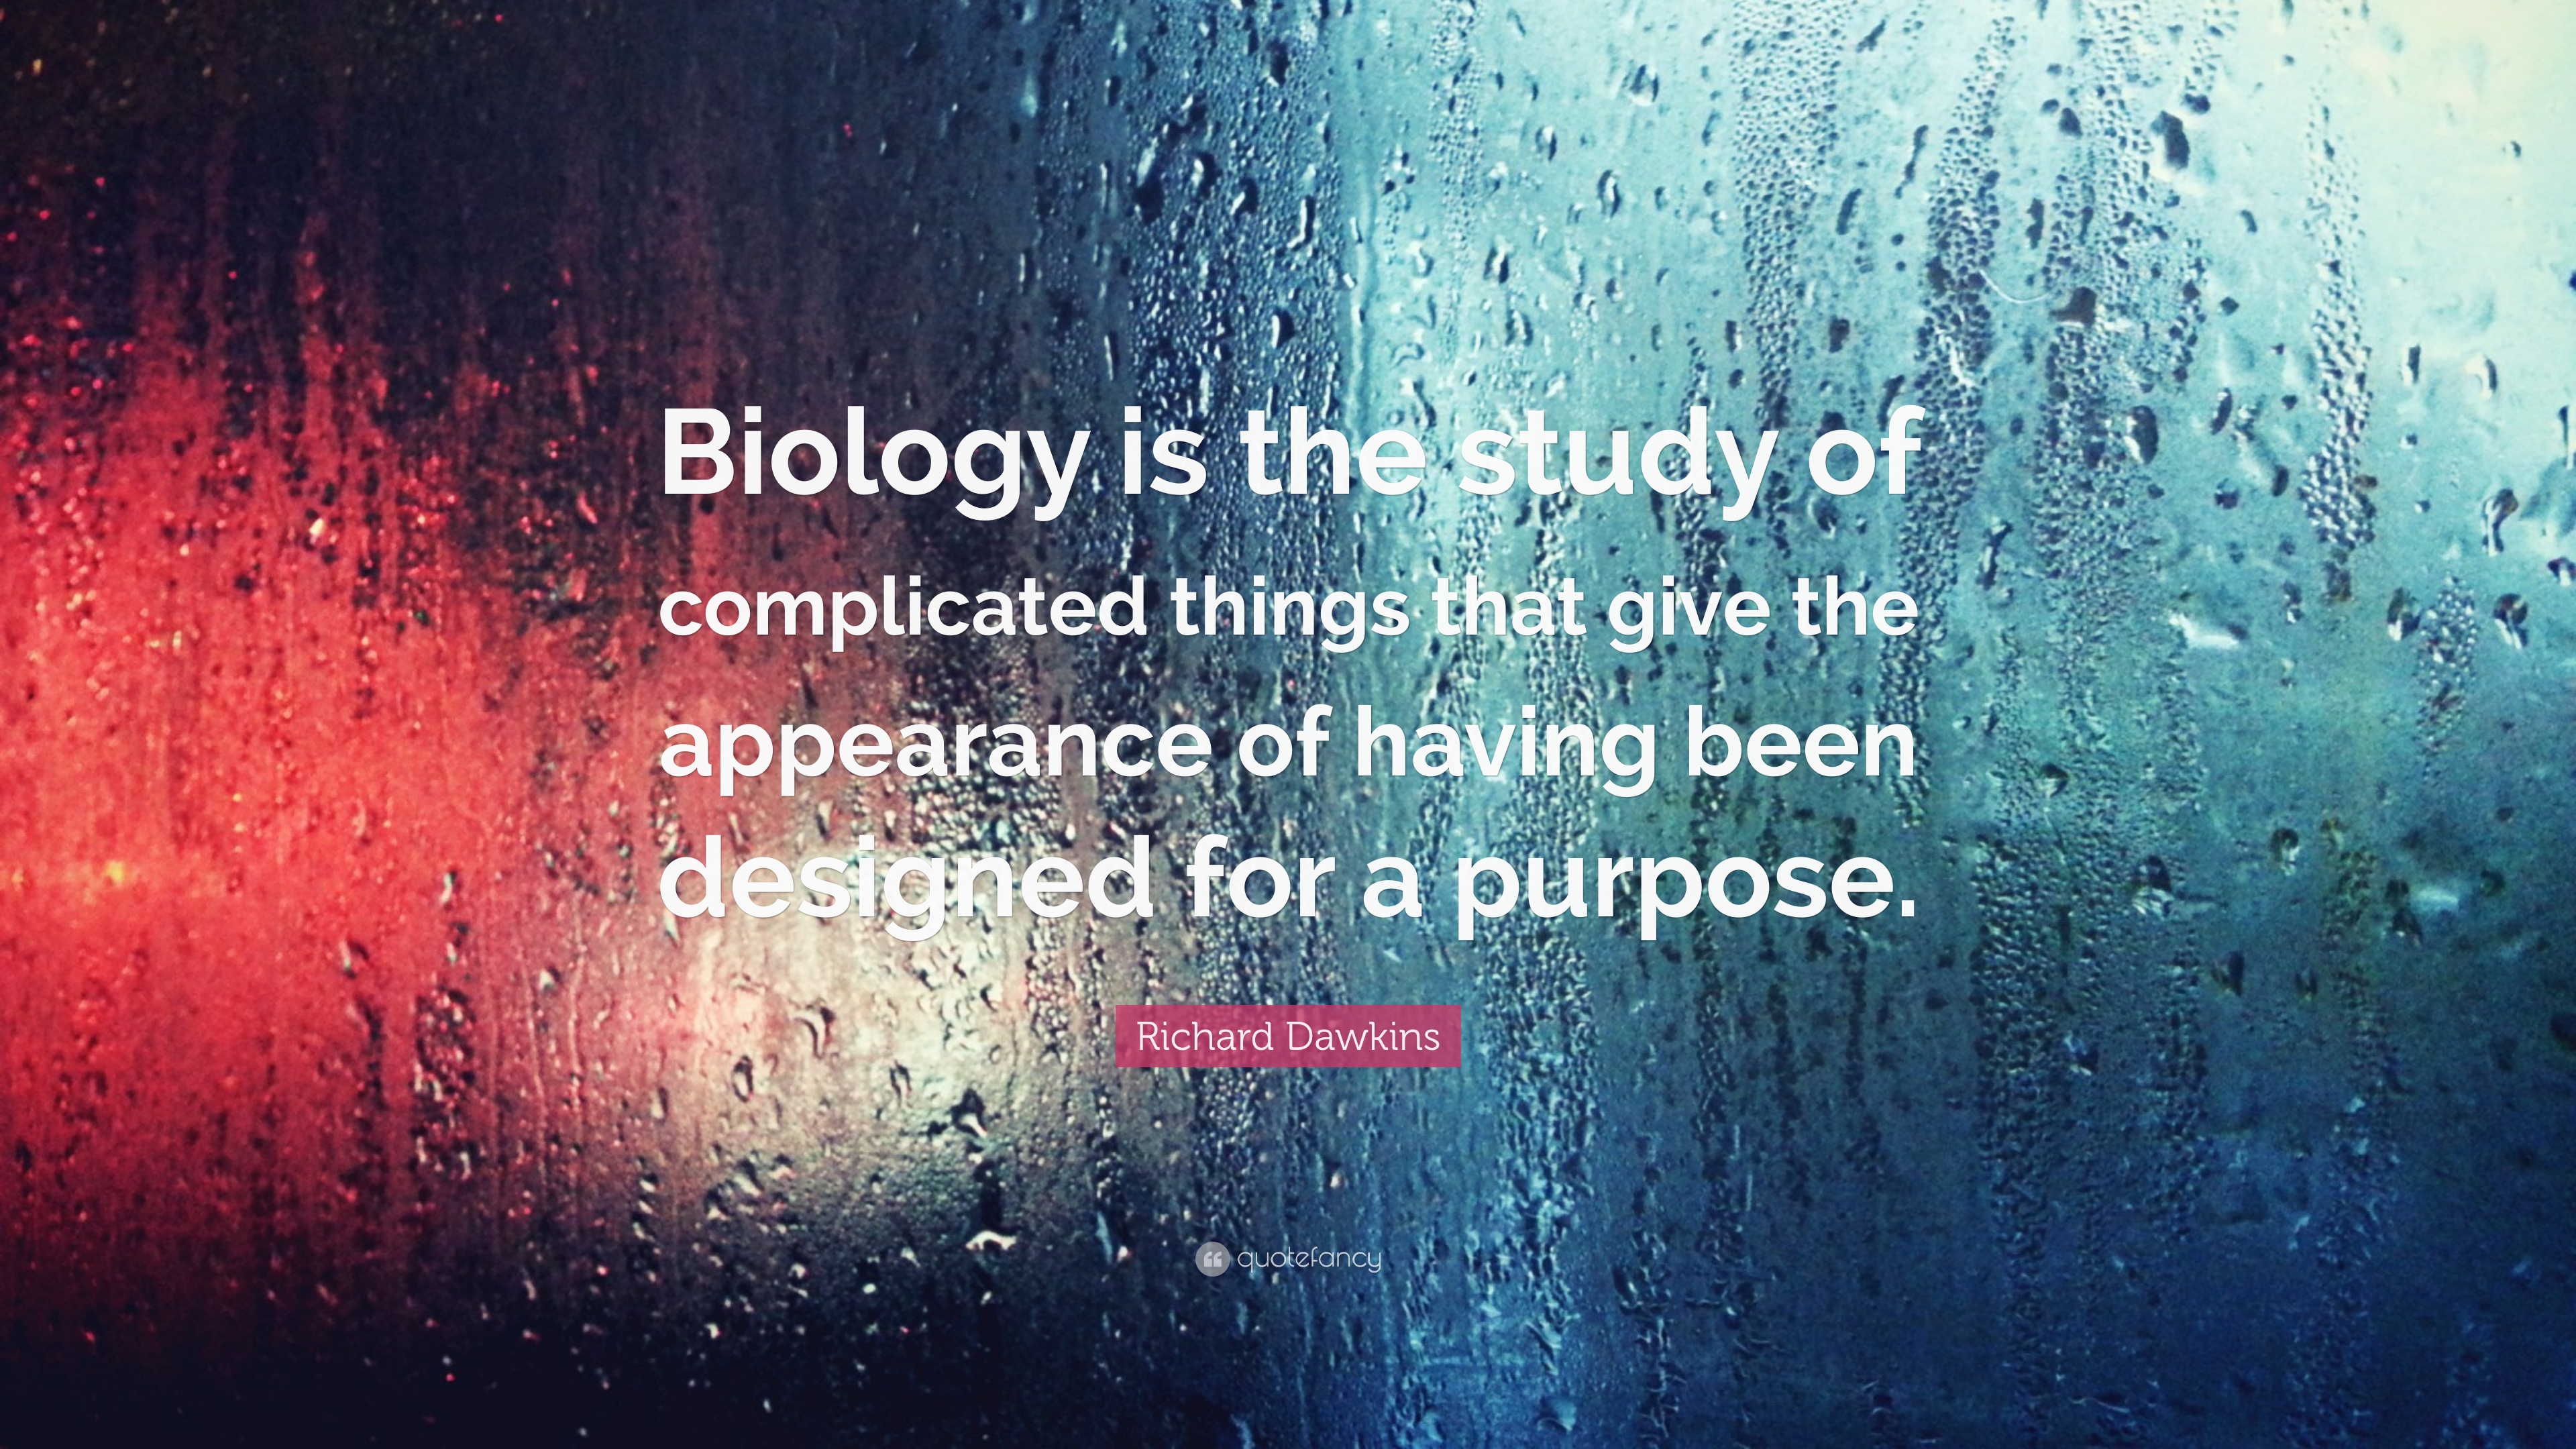 Biology is the study of
complicated things that give the
appearance of having been
designed for a purpose.
Richard Dawkins
quotefancy